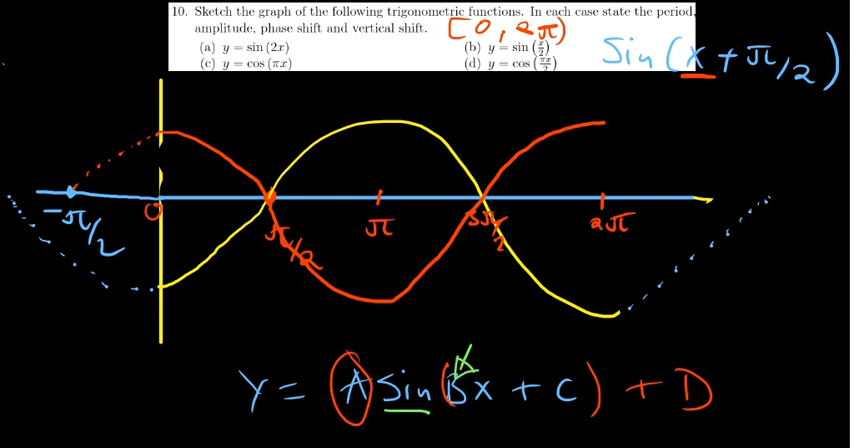 10. Sketch the graph of the following trigonometric functions. In each case state the period,
amplitude, phase shift and vertical shift.
[0, 2π)
(a) y = sin (2x) (b) y = sin (x/2)
(c) y = cos (πx) (d) y = cos (πx/2)
Sin(x + π/2)
-π/2 0 π/2 π 3π/2 2π
Y = A Sin(Bx + C) + D